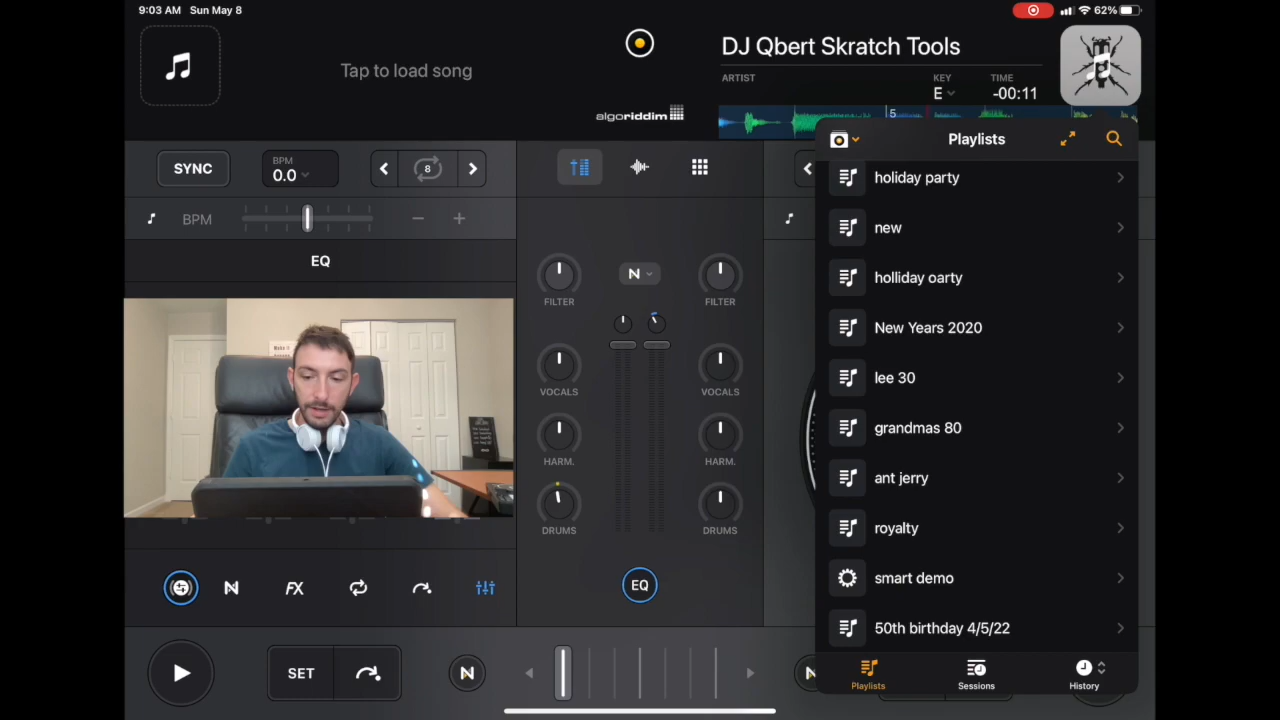 9:03 AM Sun May 8
62%
Tap to load song
algoriddim
DJ Qbert Skratch Tools
ARTIST
KEY
TIME
E
-00:11
5
SYNC
BPM
0.0
8
BPM
EQ
FILTER
N
FILTER
VOCALS
VOCALS
HARM.
HARM.
DRUMS
DRUMS
EQ
N
FX
SET
N
N
Playlists
holiday party
new
holliday oarty
New Years 2020
lee 30
grandmas 80
ant jerry
royalty
smart demo
50th birthday 4/5/22
Playlists
Sessions
History